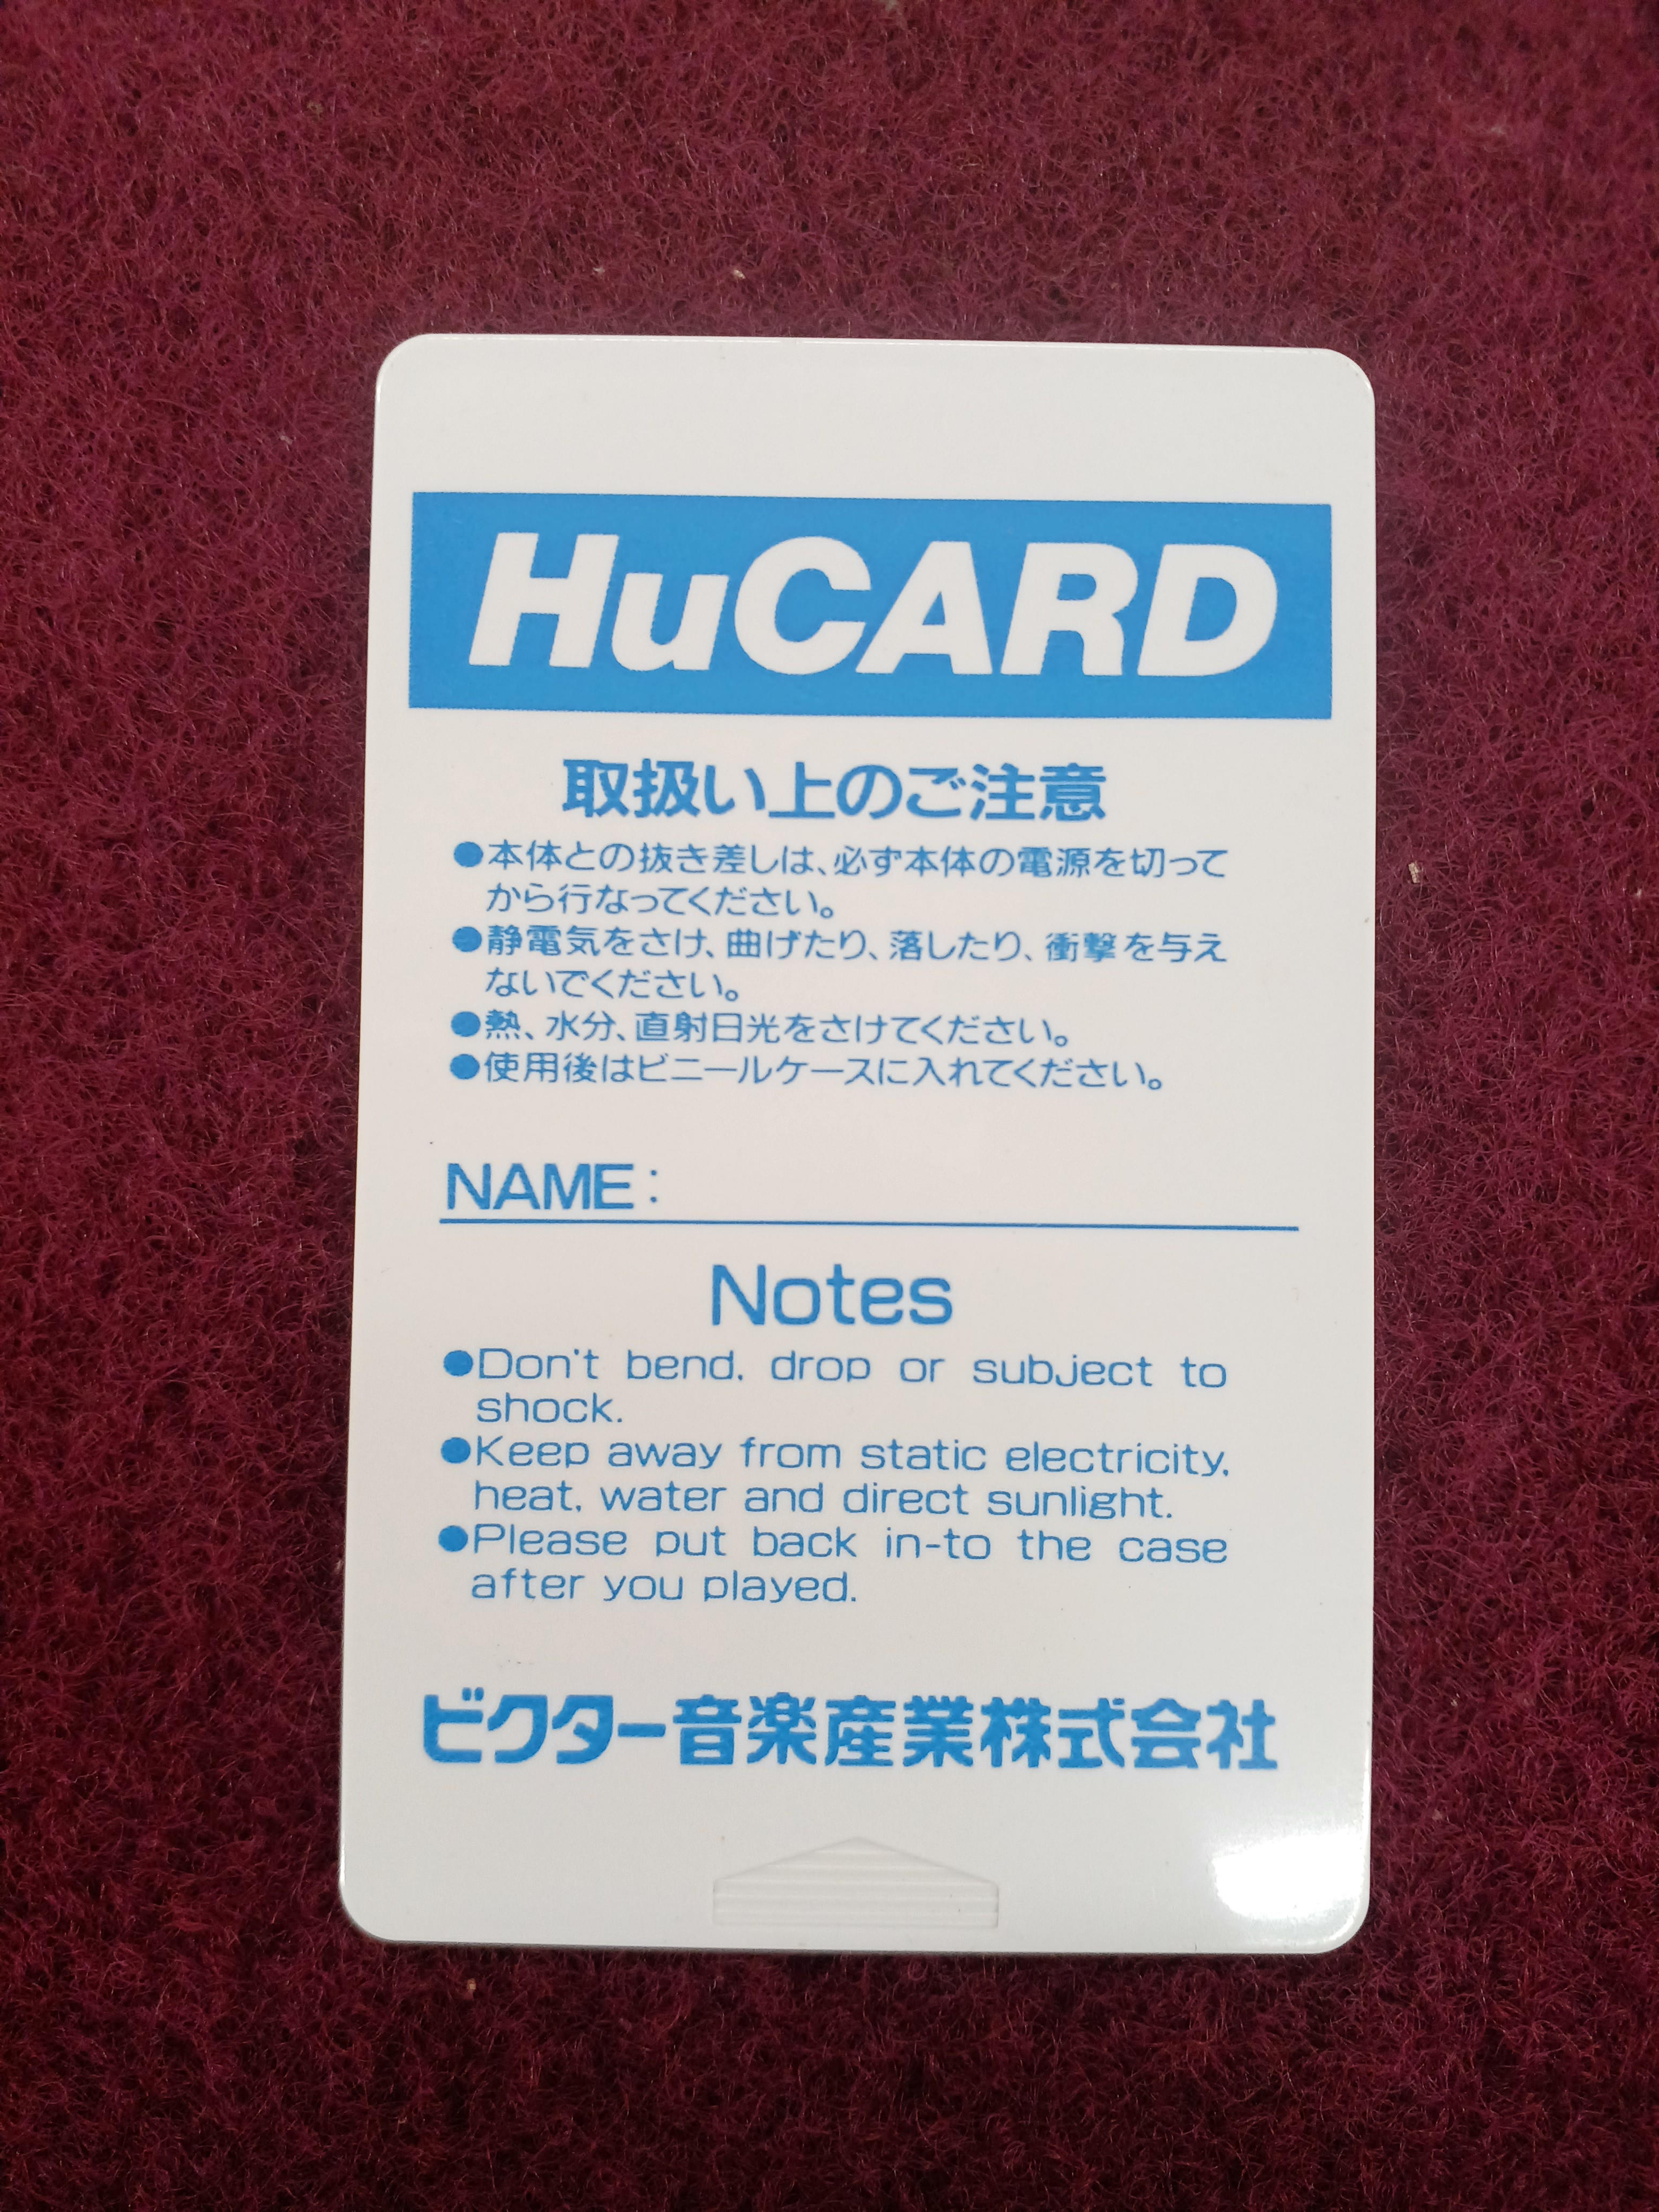 HuCARD
取扱い上のご注意
●本体との抜き差しは、必ず本体の電源を切って
から行なってください。
●静電気をさけ、曲げたり、落したり、衝撃を与え
ないでください。
●熱、水分、直射日光をさけてください。
●使用後はビニールケースに入れてください。
NAME:
Notes
●Don't bend, drop or subject to
shock.
●Keep away from static electricity,
heat, water and direct sunlight.
●Please put back in-to the case
after you played.
ビクター音楽産業株式会社